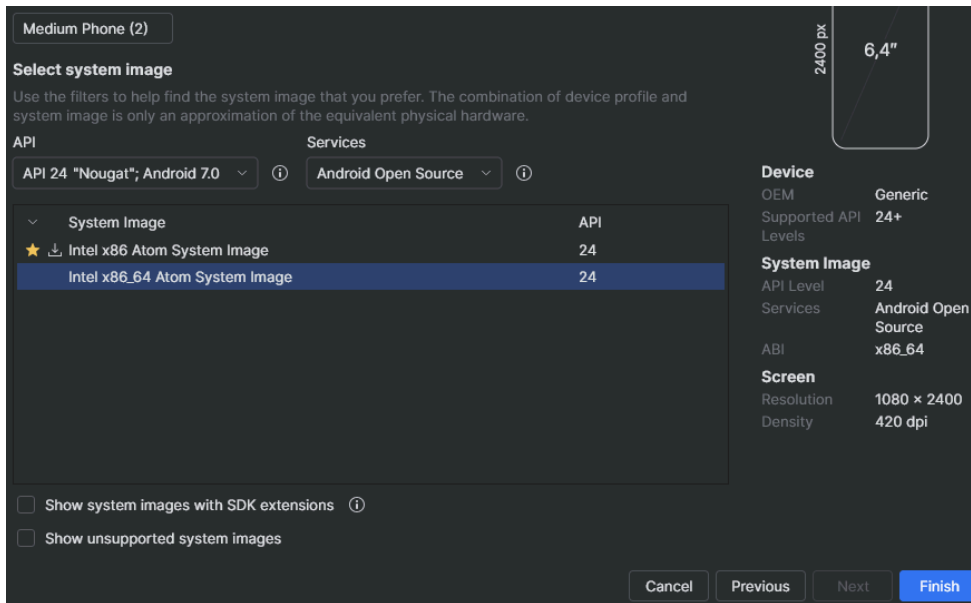 Medium Phone (2)
Select system image
Use the filters to help find the system image that you prefer. The combination of device profile and
system image is only an approximation of the equivalent physical hardware.
API
Services
API 24 "Nougat"; Android 7.0
Android Open Source
System Image
API
Intel x86 Atom System Image
24
Intel x86_64 Atom System Image
24
Show system images with SDK extensions
Show unsupported system images
2400 px
6,4"
Device
OEM
Generic
Supported API
Levels
24+
System Image
API Level
24
Services
Android Open
Source
ABI
x86_64
Screen
Resolution
1080 × 2400
Density
420 dpi
Cancel
Previous
Next
Finish